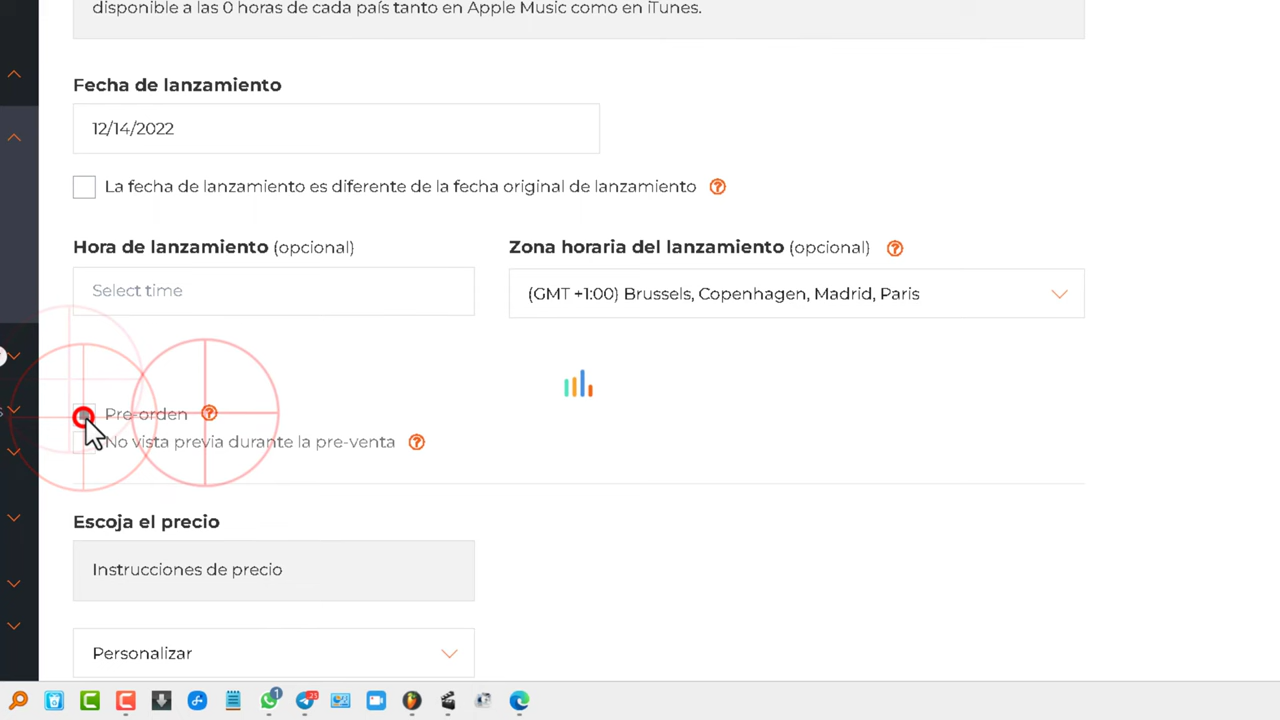 disponible a las 0 horas de cada país tanto en Apple Music como en iTunes.
Fecha de lanzamiento
12/14/2022
La fecha de lanzamiento es diferente de la fecha original de lanzamiento
Hora de lanzamiento (opcional)
Zona horaria del lanzamiento (opcional)
Select time
(GMT +1:00) Brussels, Copenhagen, Madrid, Paris
Pre-orden
No vista previa durante la pre-venta
Escoja el precio
Instrucciones de precio
Personalizar
1
21